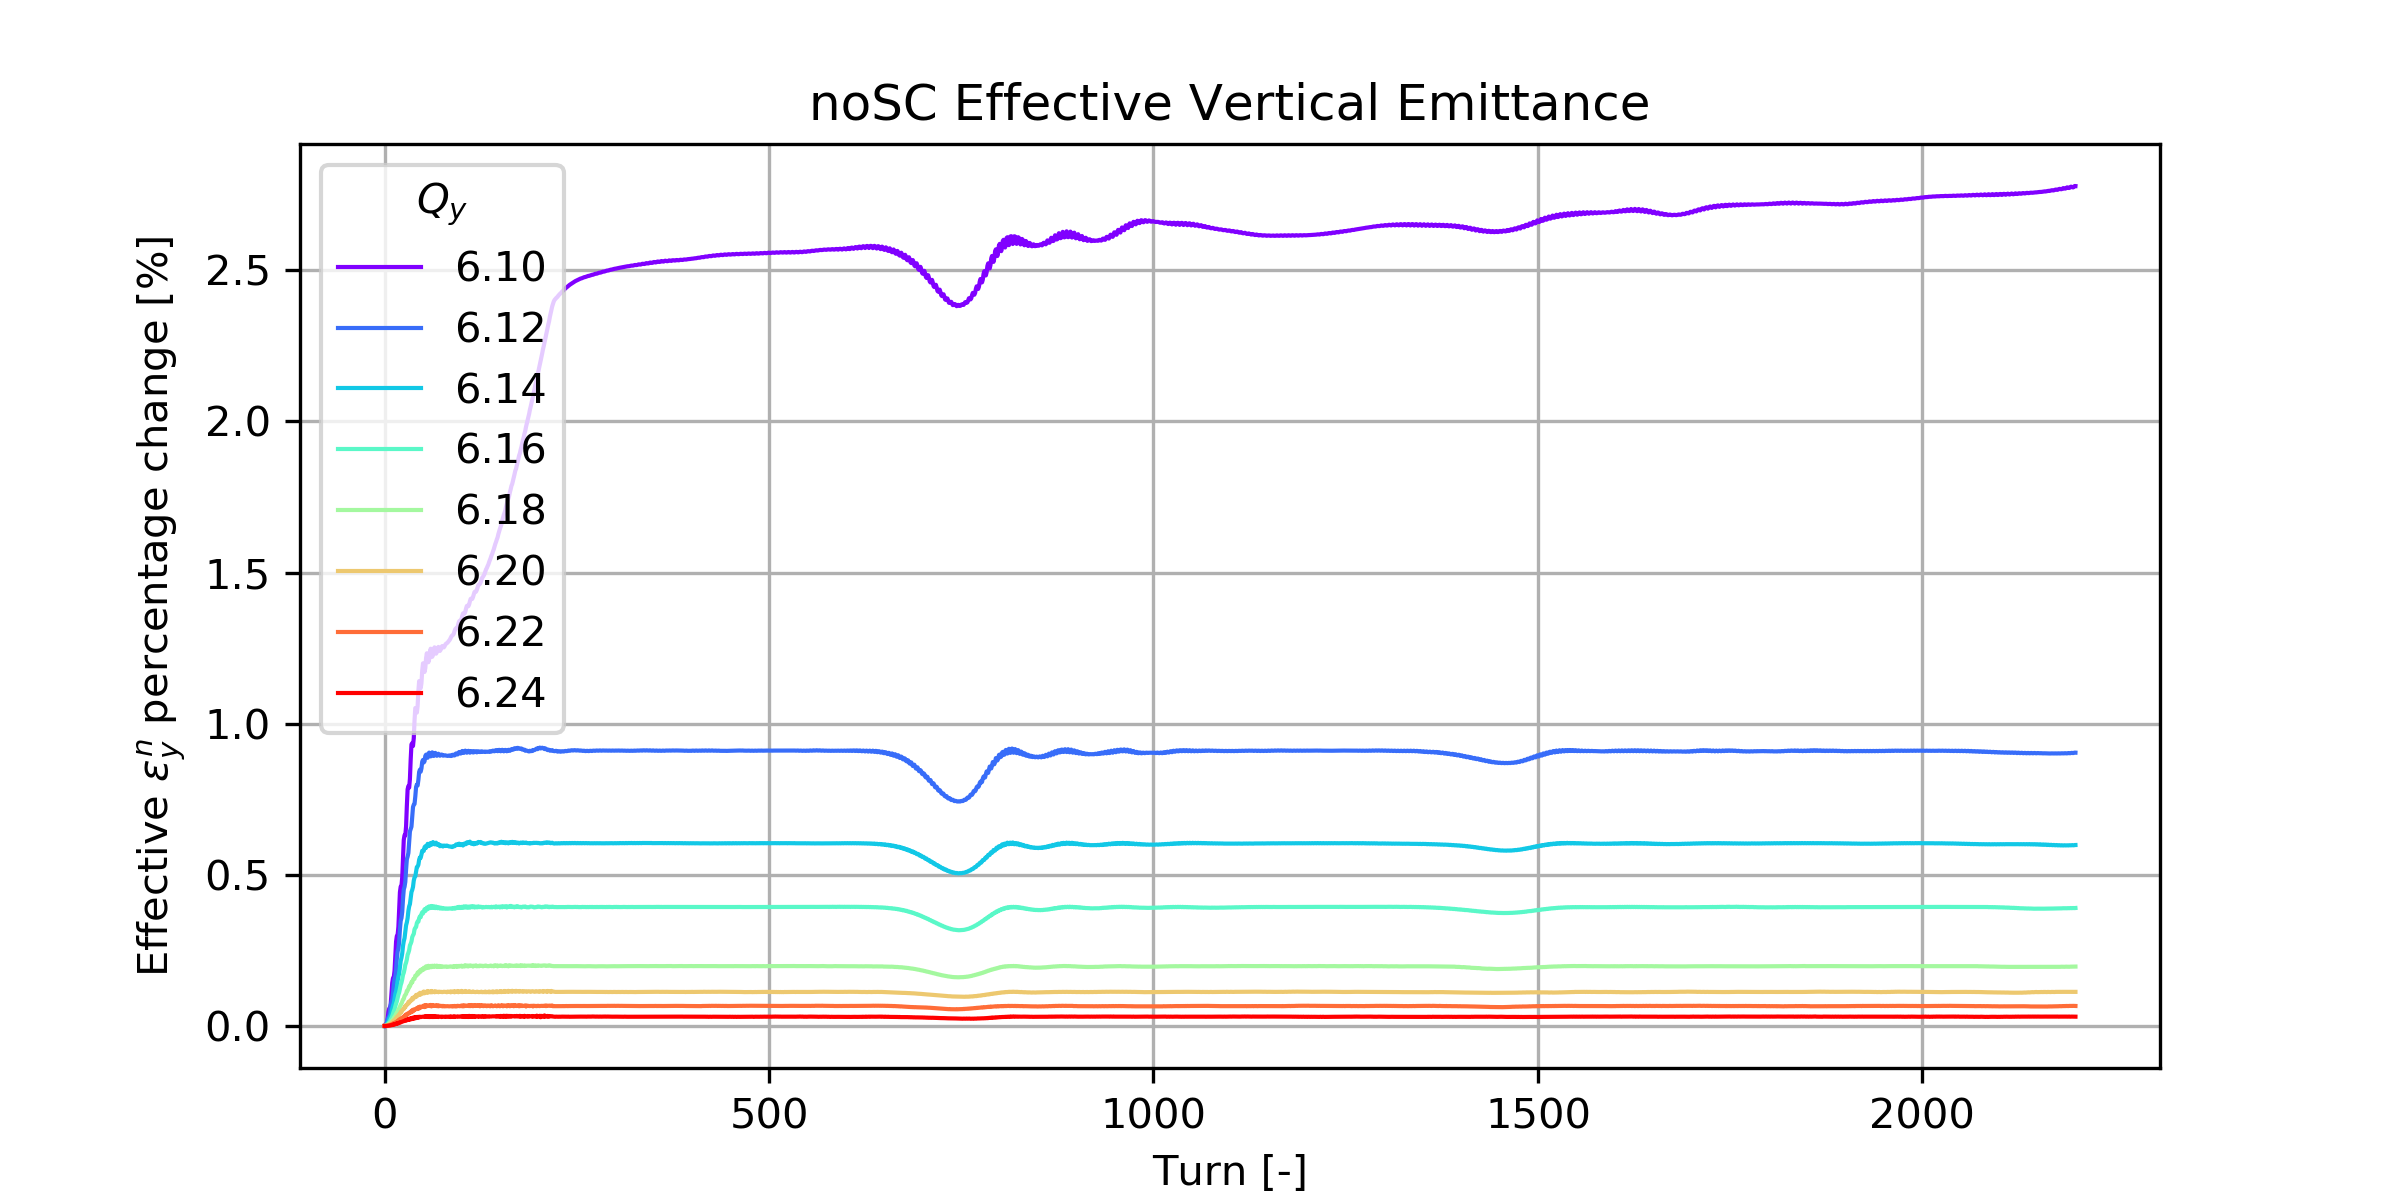 noSC Effective Vertical Emittance
Effective ε_y^n percentage change [%]
2.5
2.0
1.5
1.0
0.5
0.0
Q_y
6.10
6.12
6.14
6.16
6.18
6.20
6.22
6.24
0 500 1000 1500 2000
Turn [-]